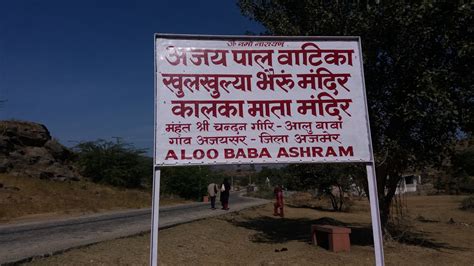 ॐ नमो नारायण
अजय पाल वाटिका
खुलखुल्या भैरुं मंदिर
कालका माता मंदिर
महंत श्री चन्दन गीरि - आलु बाबा
गाँव अजयसर - जिला अजमेर
ALOO BABA ASHRAM